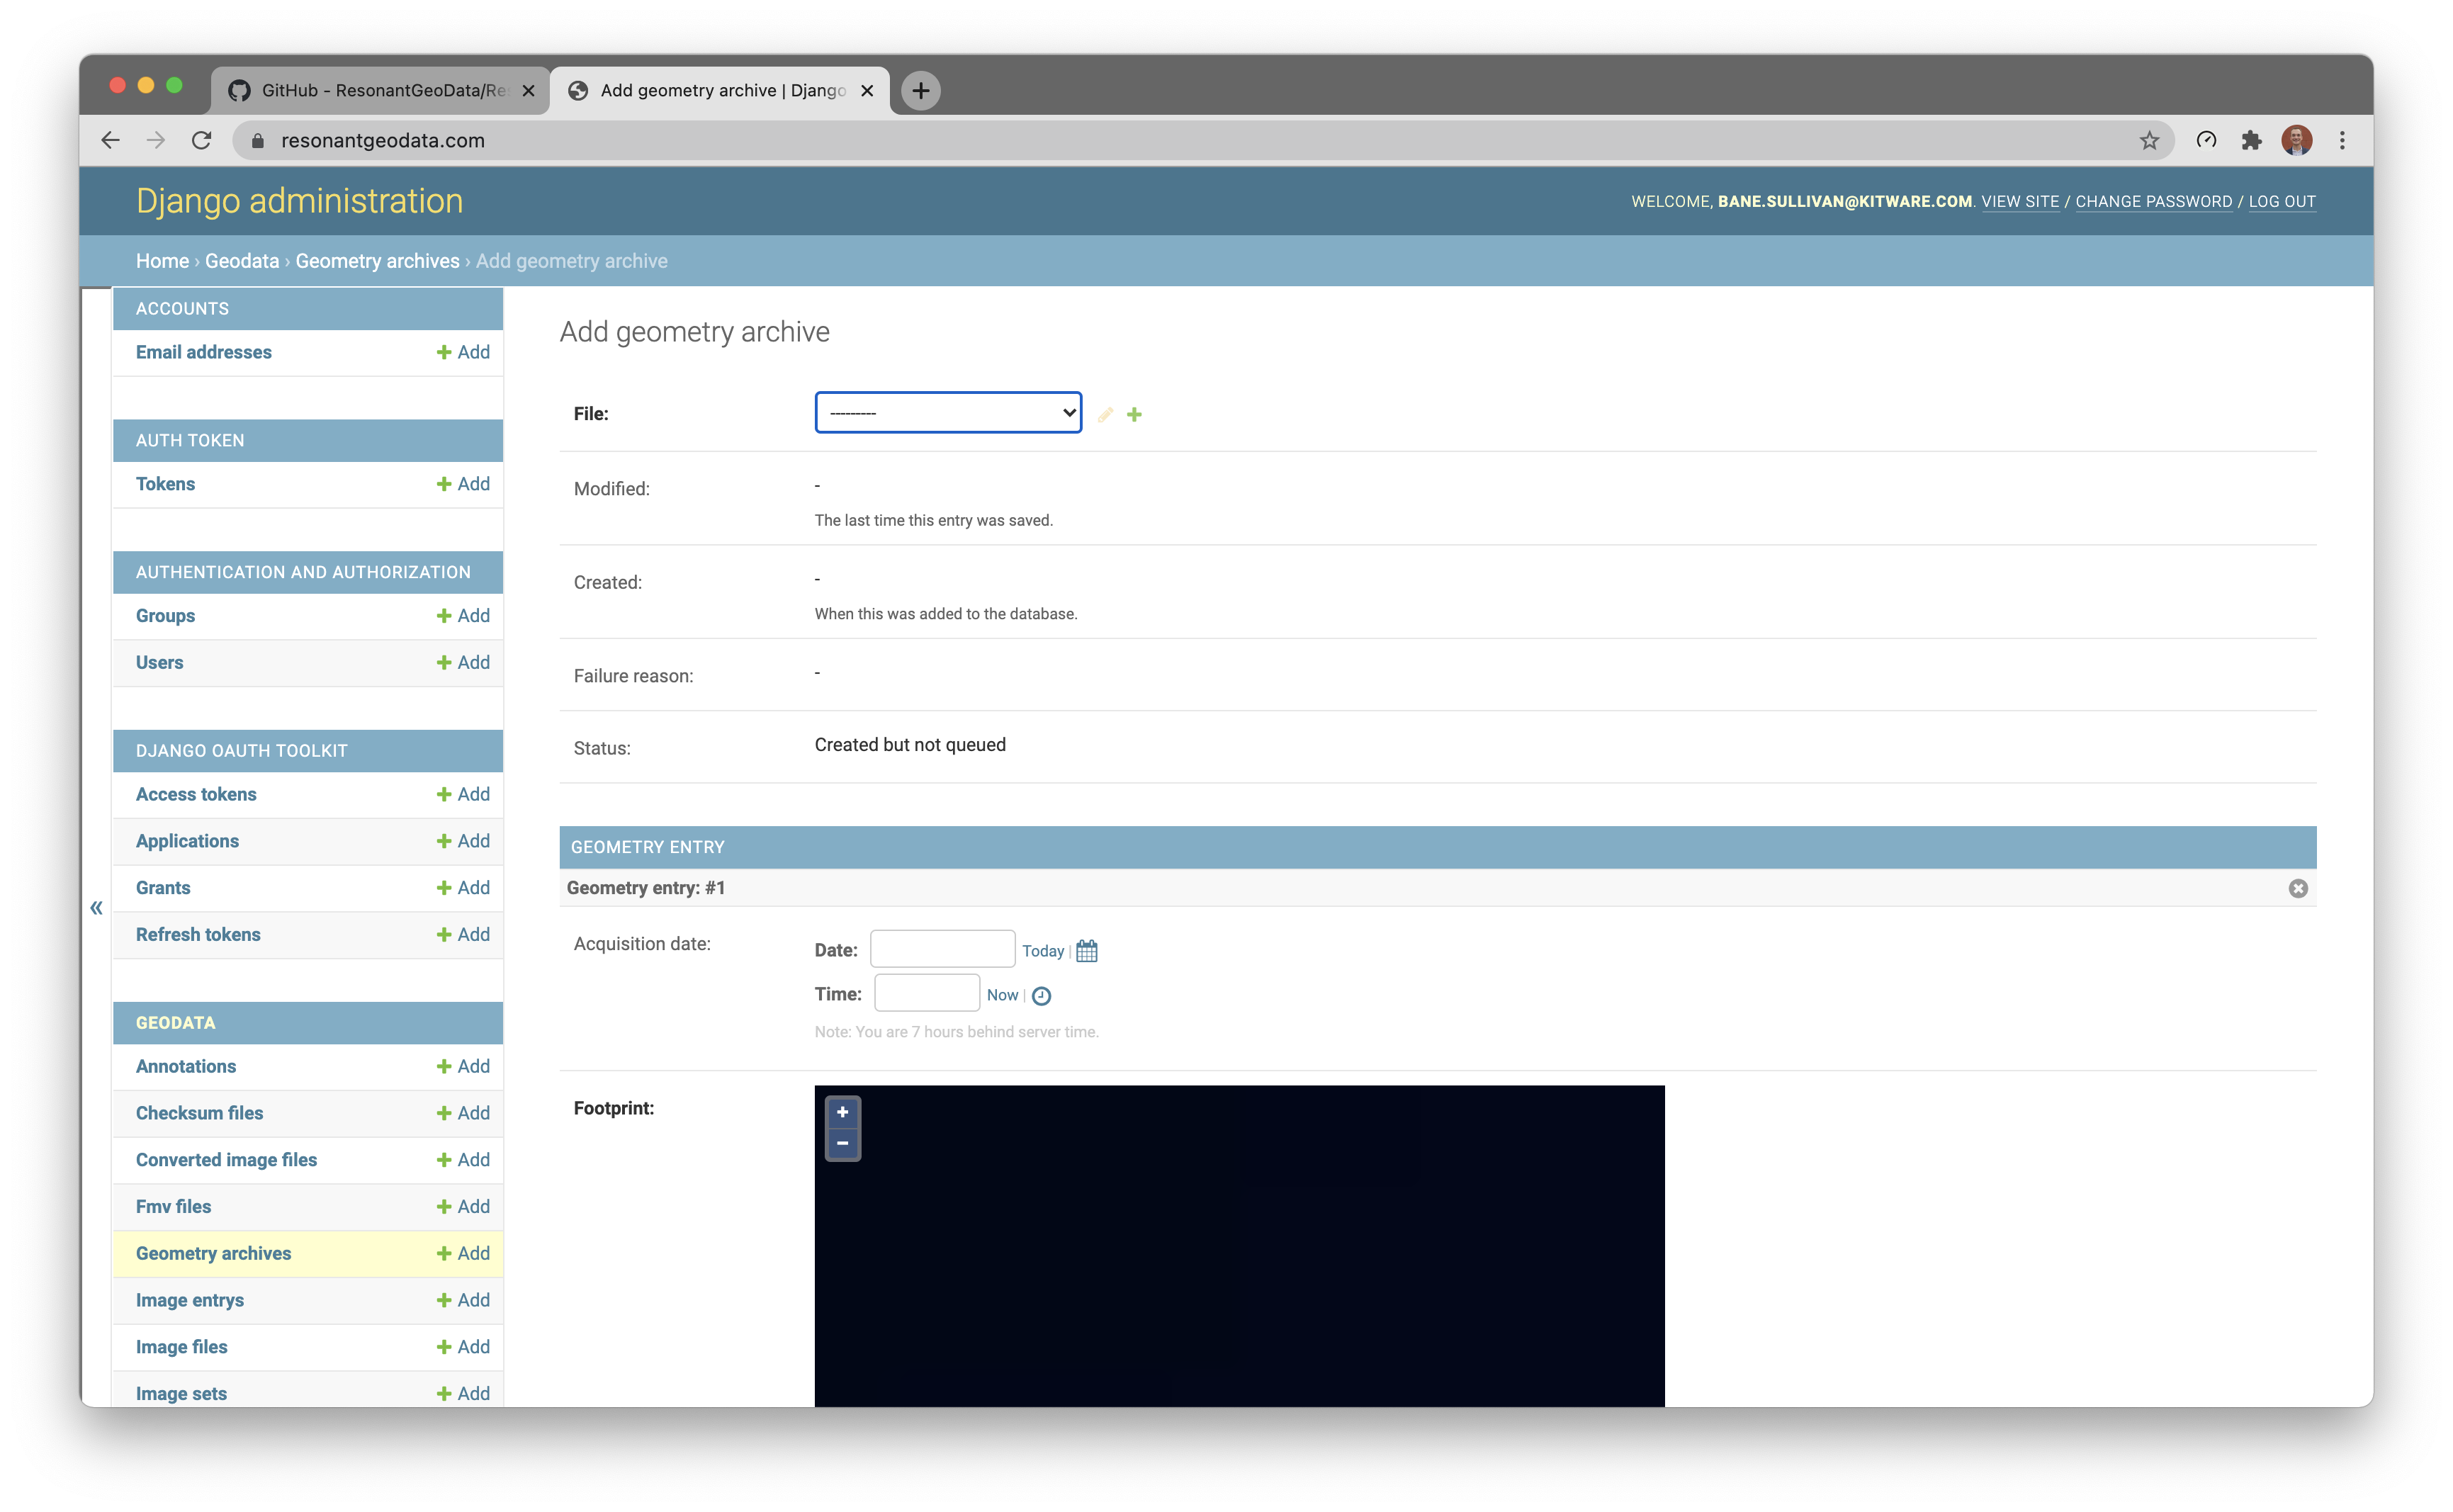 GitHub - ResonantGeoData/Re
Add geometry archive | Django
resonantgeodata.com
Django administration
WELCOME, BANE.SULLIVAN@KITWARE.COM. VIEW SITE / CHANGE PASSWORD / LOG OUT
Home › Geodata › Geometry archives › Add geometry archive
ACCOUNTS
Email addresses + Add
AUTH TOKEN
Tokens + Add
AUTHENTICATION AND AUTHORIZATION
Groups + Add
Users + Add
DJANGO OAUTH TOOLKIT
Access tokens + Add
Applications + Add
Grants + Add
Refresh tokens + Add
GEODATA
Annotations + Add
Checksum files + Add
Converted image files + Add
Fmv files + Add
Geometry archives + Add
Image entrys + Add
Image files + Add
Image sets + Add
«
Add geometry archive
File: ---------
Modified: -
The last time this entry was saved.
Created: -
When this was added to the database.
Failure reason: -
Status: Created but not queued
GEOMETRY ENTRY
Geometry entry: #1
Acquisition date: Date: Today |
Time: Now |
Note: You are 7 hours behind server time.
Footprint:
+
−